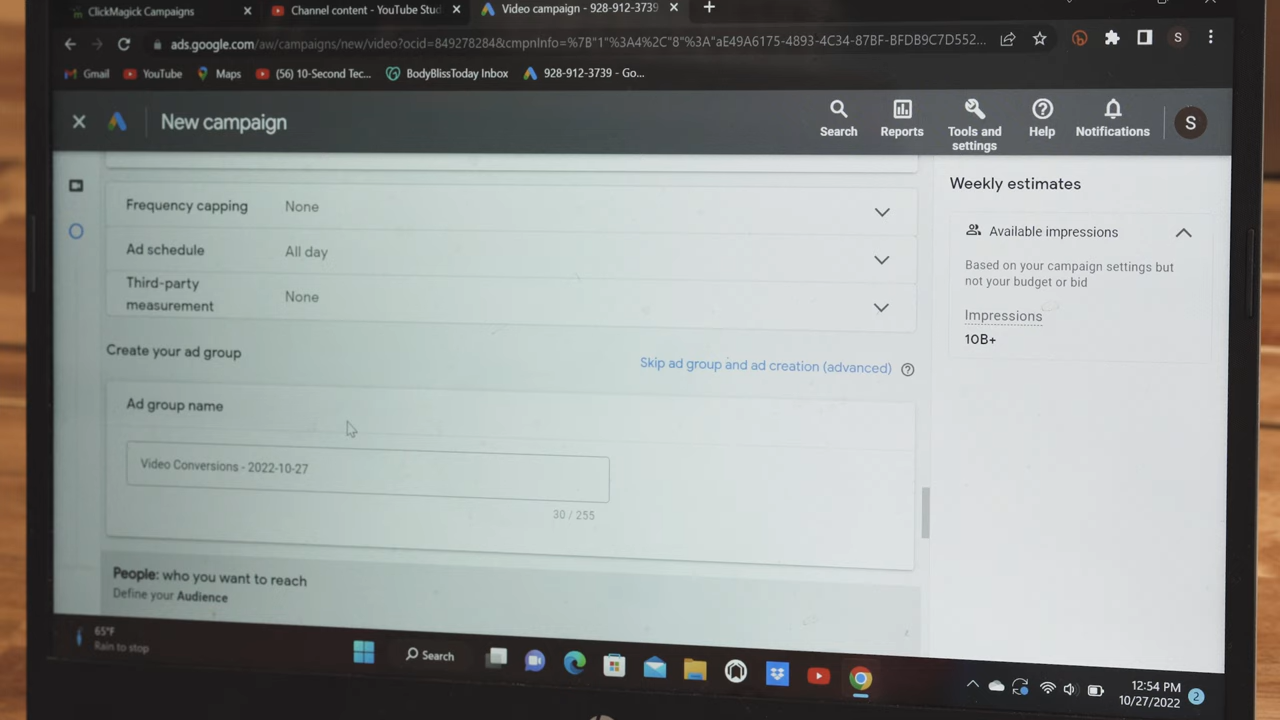 ClickMagick Campaigns
Channel content - YouTube Stud
Video campaign - 928-912-3739
ads.google.com/aw/campaigns/new/video?ocid=849278284&cmpnInfo=%7B"1"%3A4%2C"8"%3A"aE49A6175-4893-4C34-87BF-BFDB9C7D552...
S
Gmail
YouTube
Maps
(56) 10-Second Tec...
BodyBlissToday Inbox
928-912-3739 - Go...
New campaign
Search
Reports
Tools and
settings
Help
Notifications
S
Weekly estimates
Frequency capping None
Available impressions
Ad schedule All day
Based on your campaign settings but
not your budget or bid
Third-party
measurement
None
Impressions
10B+
Create your ad group
Skip ad group and ad creation (advanced)
Ad group name
Video Conversions - 2022-10-27
30 / 255
People: who you want to reach
Define your Audience
65°F
Rain to stop
Search
12:54 PM
10/27/2022
2